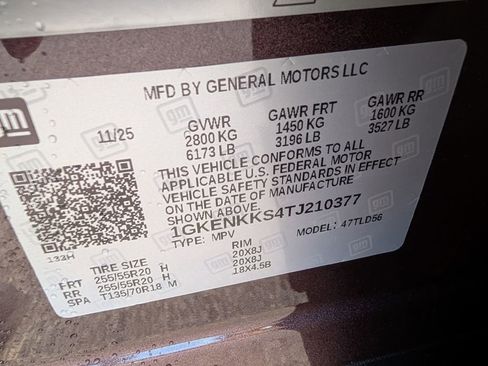 MFD BY GENERAL MOTORS LLC
gm
11/25 GVWR GAWR FRT GAWR RR
2800 KG 1450 KG 1600 KG
6173 LB 3196 LB 3527 LB
THIS VEHICLE CONFORMS TO ALL
APPLICABLE U.S. FEDERAL MOTOR
VEHICLE SAFETY STANDARDS IN EFFECT
ON THE DATE OF MANUFACTURE
SHOWN ABOVE.
1GKENKKS4TJ210377
133H TYPE: MPV MODEL: 47TLD56
TIRE SIZE RIM
FRT 255/55R20 H 20X8J
RR 255/55R20 H 20X8J
SPA T135/70R18 M 18X4.5B